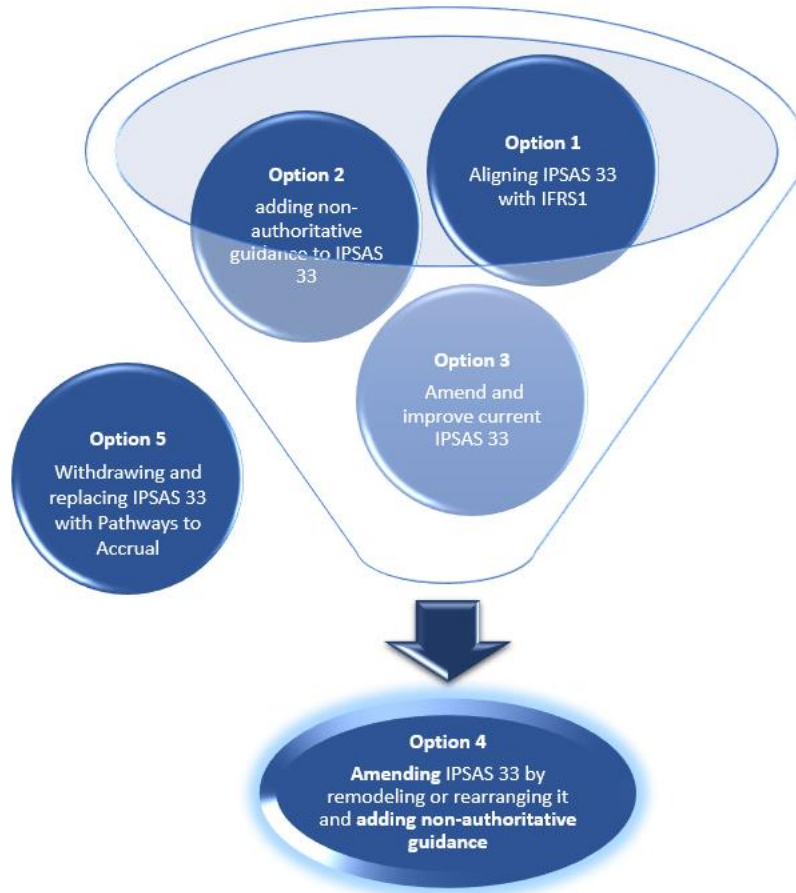 Option 1
Aligning IPSAS 33
with IFRS1
Option 2
adding non-
authoritative
guidance to IPSAS
33
Option 3
Amend and
improve current
IPSAS 33
Option 5
Withdrawing and
replacing IPSAS 33
with Pathways to
Accrual
Option 4
Amending IPSAS 33 by
remodeling or rearranging it
and adding non-authoritative
guidance